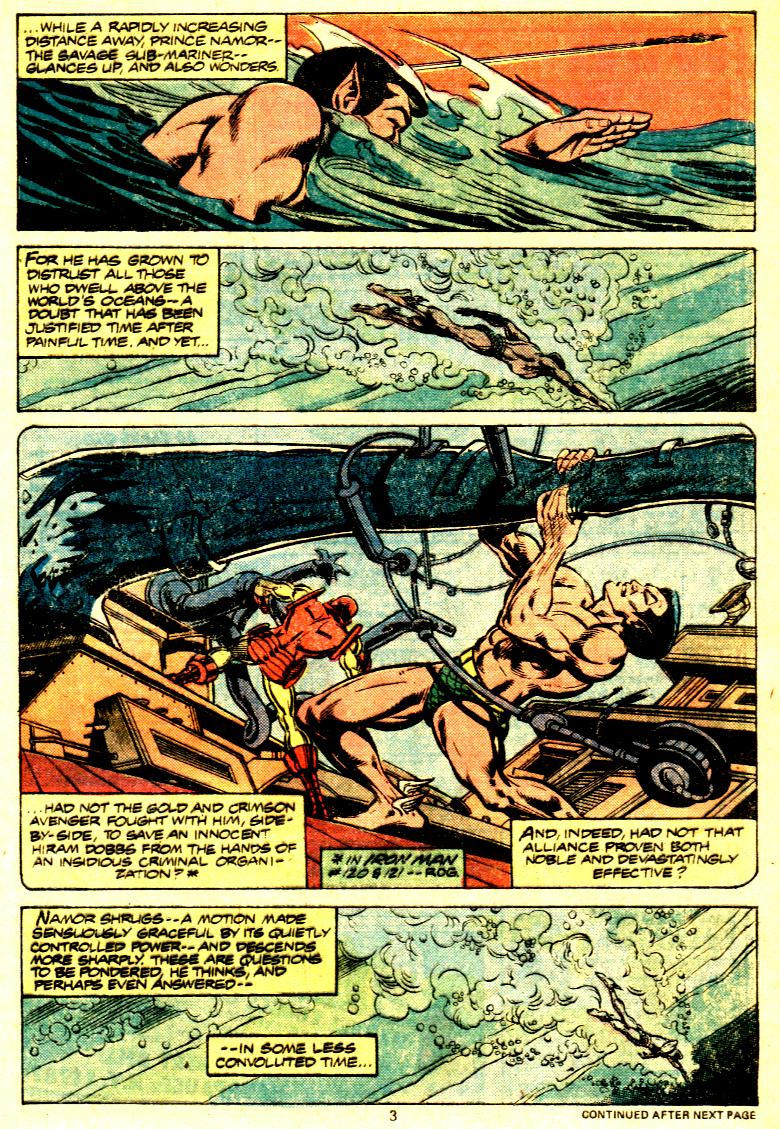 ...WHILE A RAPIDLY INCREASING
DISTANCE AWAY, PRINCE NAMOR--
THE SAVAGE SUB-MARINER--
GLANCES UP, AND ALSO WONDERS.
FOR HE HAS GROWN TO
DISTRUST ALL THOSE
WHO DWELL ABOVE THE
WORLD'S OCEANS--A
DOUBT THAT HAS BEEN
JUSTIFIED TIME AFTER
PAINFUL TIME. AND YET...
...HAD NOT THE GOLD AND CRIMSON
AVENGER FOUGHT WITH HIM, SIDE-
BY-SIDE, TO SAVE AN INNOCENT
HIRAM DOBBS FROM THE HANDS OF
AN INSIDIOUS CRIMINAL ORGANI-
ZATION?*
*IN IRON MAN
#120 & 121--ROG.
AND, INDEED, HAD NOT THAT
ALLIANCE PROVEN BOTH
NOBLE AND DEVASTATINGLY
EFFECTIVE?
NAMOR SHRUGS--A MOTION MADE
SENSUOUSLY GRACEFUL BY ITS QUIETLY
CONTROLLED POWER--AND DESCENDS
MORE SHARPLY. THESE ARE QUESTIONS
TO BE PONDERED, HE THINKS, AND
PERHAPS EVEN ANSWERED--
--IN SOME LESS
CONVOLUTED TIME...
3
CONTINUED AFTER NEXT PAGE